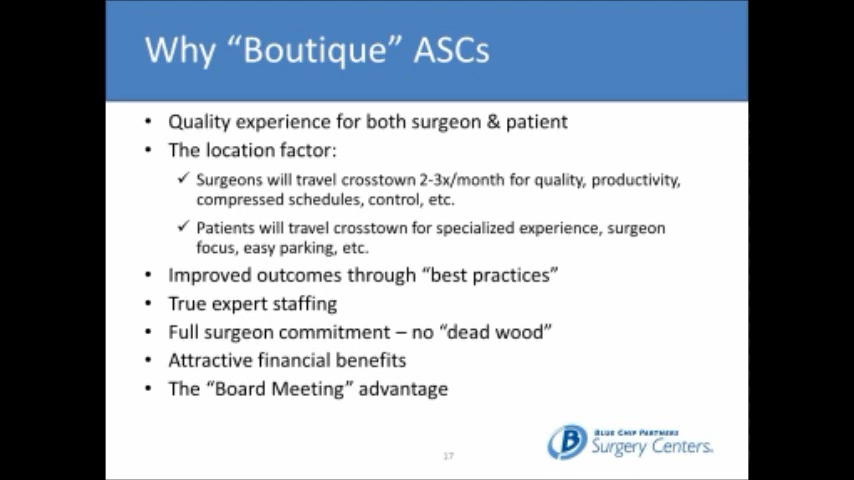 Why “Boutique” ASCs
• Quality experience for both surgeon & patient
• The location factor:
✓ Surgeons will travel crosstown 2-3x/month for quality, productivity,
compressed schedules, control, etc.
✓ Patients will travel crosstown for specialized experience, surgeon
focus, easy parking, etc.
• Improved outcomes through “best practices”
• True expert staffing
• Full surgeon commitment – no “dead wood”
• Attractive financial benefits
• The “Board Meeting” advantage
17
B
BLUE CHIP PARTNERS
Surgery Centers